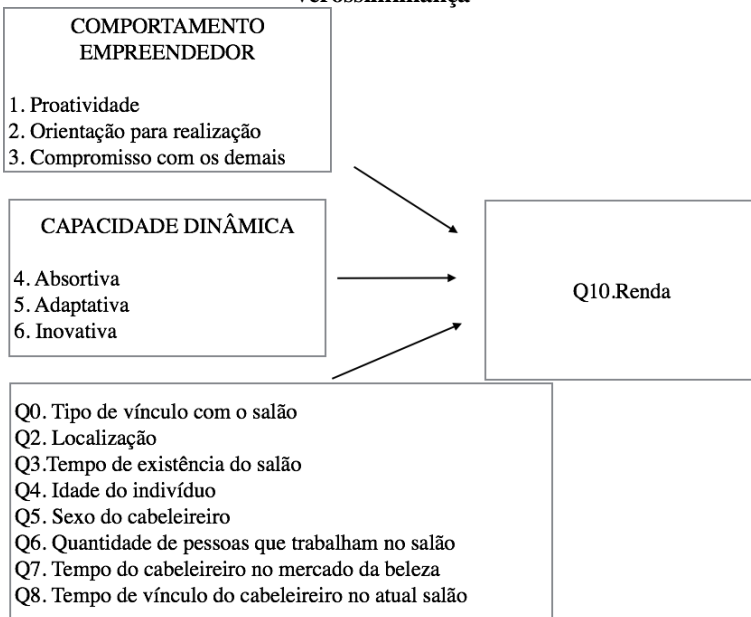 COMPORTAMENTO
EMPREENDEDOR
1. Proatividade
2. Orientação para realização
3. Compromisso com os demais
CAPACIDADE DINÂMICA
4. Absortiva
5. Adaptativa
6. Inovativa
Q10.Renda
Q0. Tipo de vínculo com o salão
Q2. Localização
Q3.Tempo de existência do salão
Q4. Idade do indivíduo
Q5. Sexo do cabeleireiro
Q6. Quantidade de pessoas que trabalham no salão
Q7. Tempo do cabeleireiro no mercado da beleza
Q8. Tempo de vínculo do cabeleireiro no atual salão